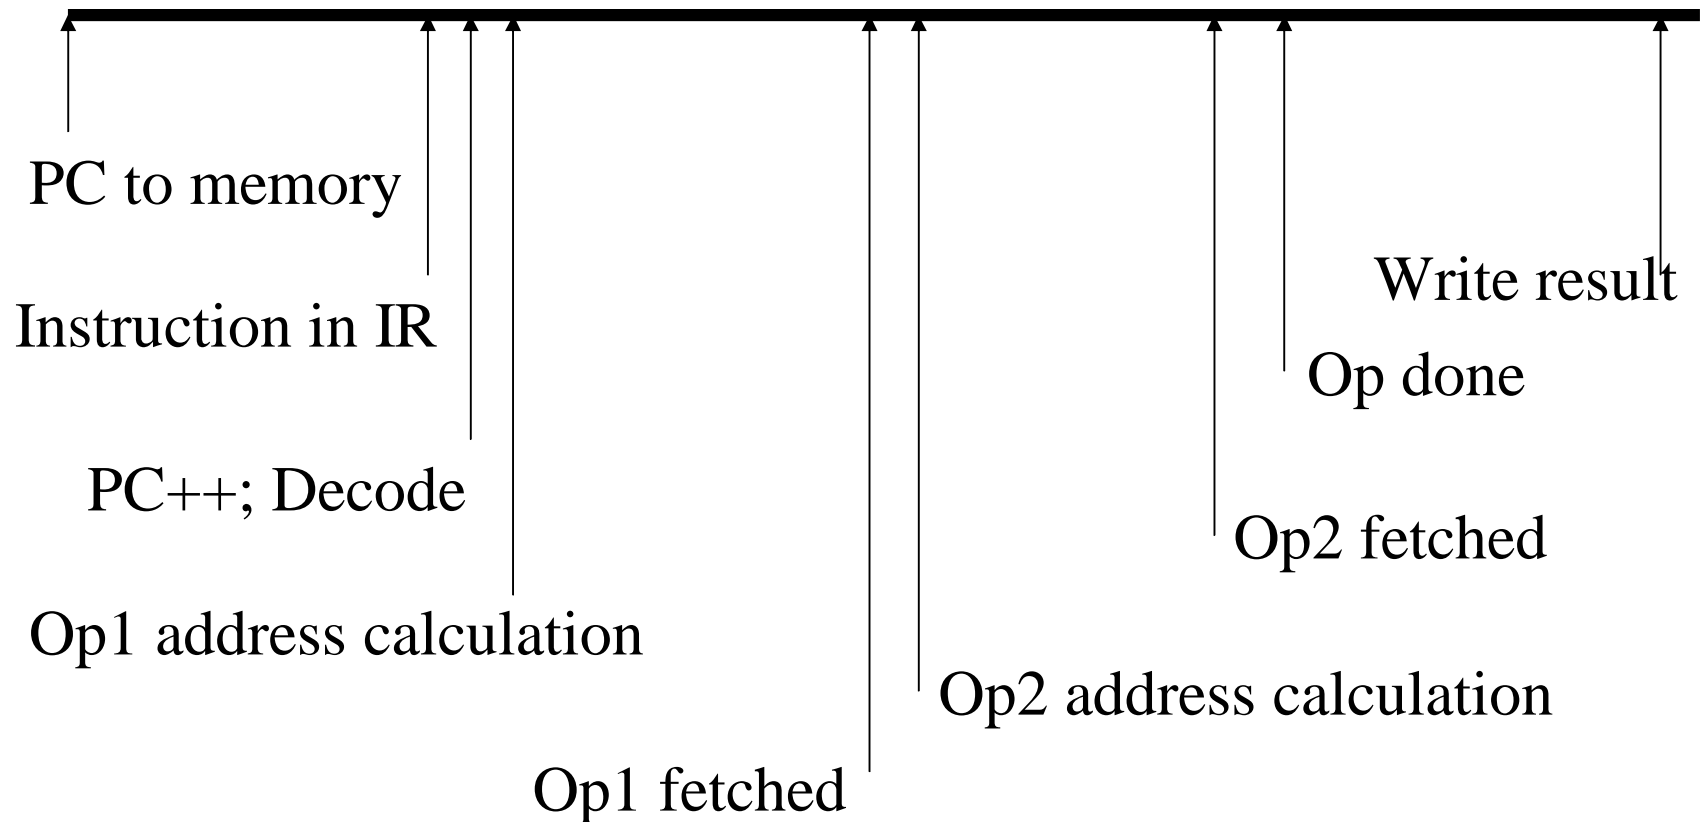 PC to memory
Instruction in IR
PC++; Decode
Op1 address calculation
Op1 fetched
Op2 address calculation
Op2 fetched
Op done
Write result